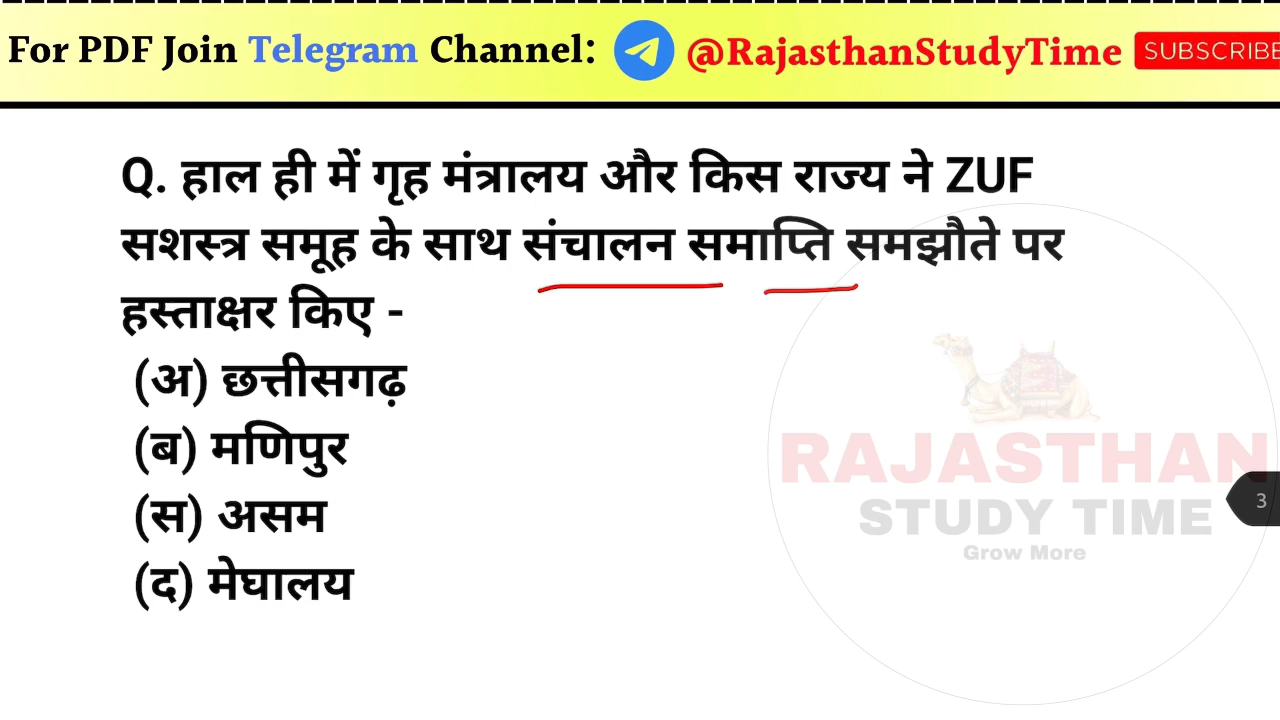 For PDF Join Telegram Channel: @RajasthanStudyTime SUBSCRIBE
Q. हाल ही में गृह मंत्रालय और किस राज्य ने ZUF
सशस्त्र समूह के साथ संचालन समाप्ति समझौते पर
हस्ताक्षर किए -
(अ) छत्तीसगढ़
(ब) मणिपुर
(स) असम
(द) मेघालय
RAJASTHAN
STUDY TIME
Grow More
3